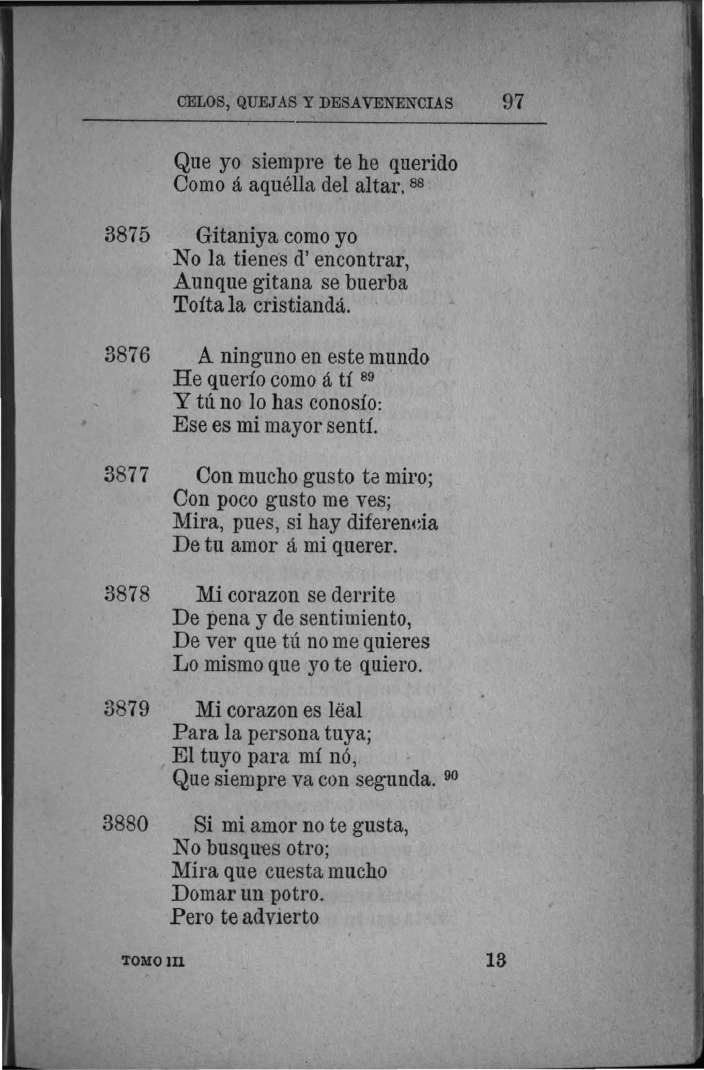 CELOS, QUEJAS Y DESAVENENCIAS 97
Que yo siempre te he querido
Como á aquélla del altar. 88
3875 Gitaniya como yo
No la tienes d' encontrar,
Aunque gitana se buerba
Toíta la cristiandá.
3876 A ninguno en este mundo
He querío como á tí 89
Y tú no lo has conosío:
Ese es mi mayor sentí.
3877 Con mucho gusto te miro;
Con poco gusto me ves;
Mira, pues, si hay diferencia
De tu amor á mi querer.
3878 Mi corazon se derrite
De pena y de sentimiento,
De ver que tú no me quieres
Lo mismo que yo te quiero.
3879 Mi corazon es lëal
Para la persona tuya;
El tuyo para mí nó,
Que siempre va con segunda. 90
3880 Si mi amor no te gusta,
No busques otro;
Mira que cuesta mucho
Domar un potro.
Pero te advierto
TOMO III 13